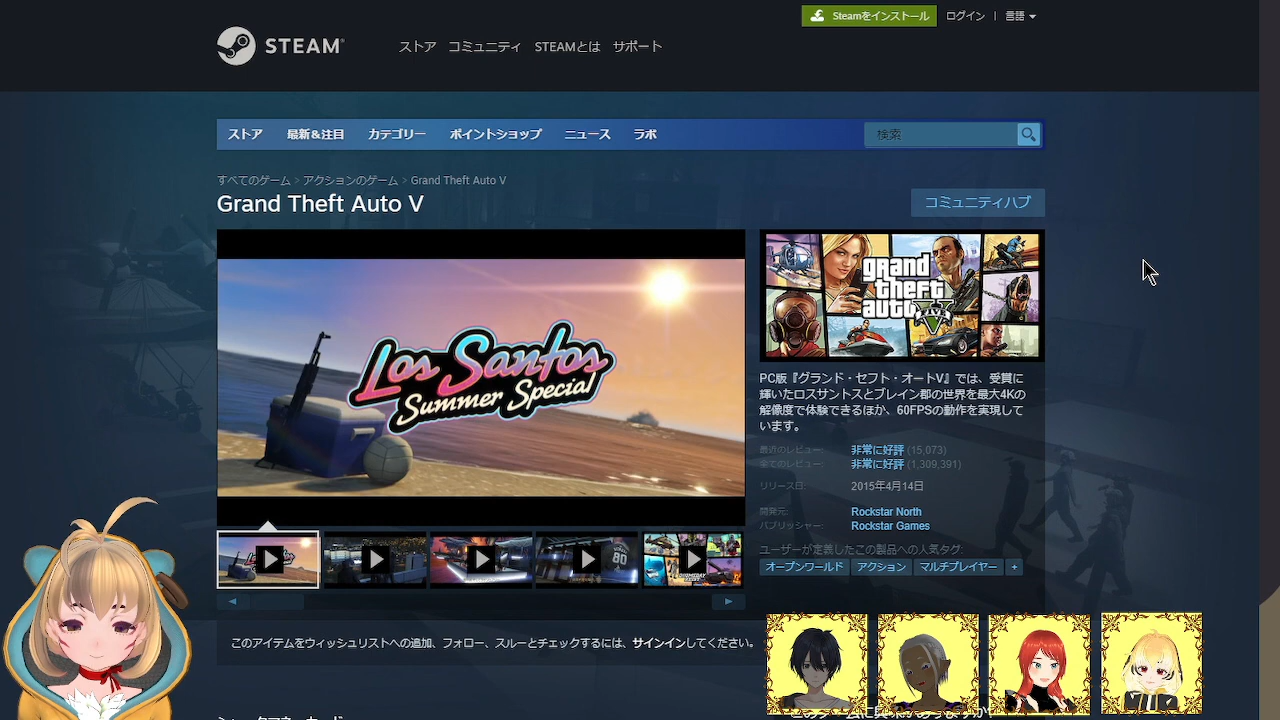 Steamをインストール ログイン | 言語
STEAM®
ストア コミュニティ STEAMとは サポート
ストア 最新&注目 カテゴリー ポイントショップ ニュース ラボ 検索
すべてのゲーム > アクションのゲーム > Grand Theft Auto V
Grand Theft Auto V
コミュニティハブ
Los Santos
Summer Special
grand
theft
auto
V
FIVE
PC版『グランド・セフト・オートV』では、受賞に
輝いたロスサントスとブレイン郡の世界を最大4Kの
解像度で体験できるほか、60FPSの動作を実現して
います。
最近のレビュー: 非常に好評 (15,073)
全てのレビュー: 非常に好評 (1,309,391)
リリース日: 2015年4月14日
開発元: Rockstar North
パブリッシャー: Rockstar Games
ユーザーが定義したこの製品への人気タグ:
オープンワールド アクション マルチプレイヤー +
80
このアイテムをウィッシュリストへの追加、フォロー、スルーとチェックするには、サインインしてください。